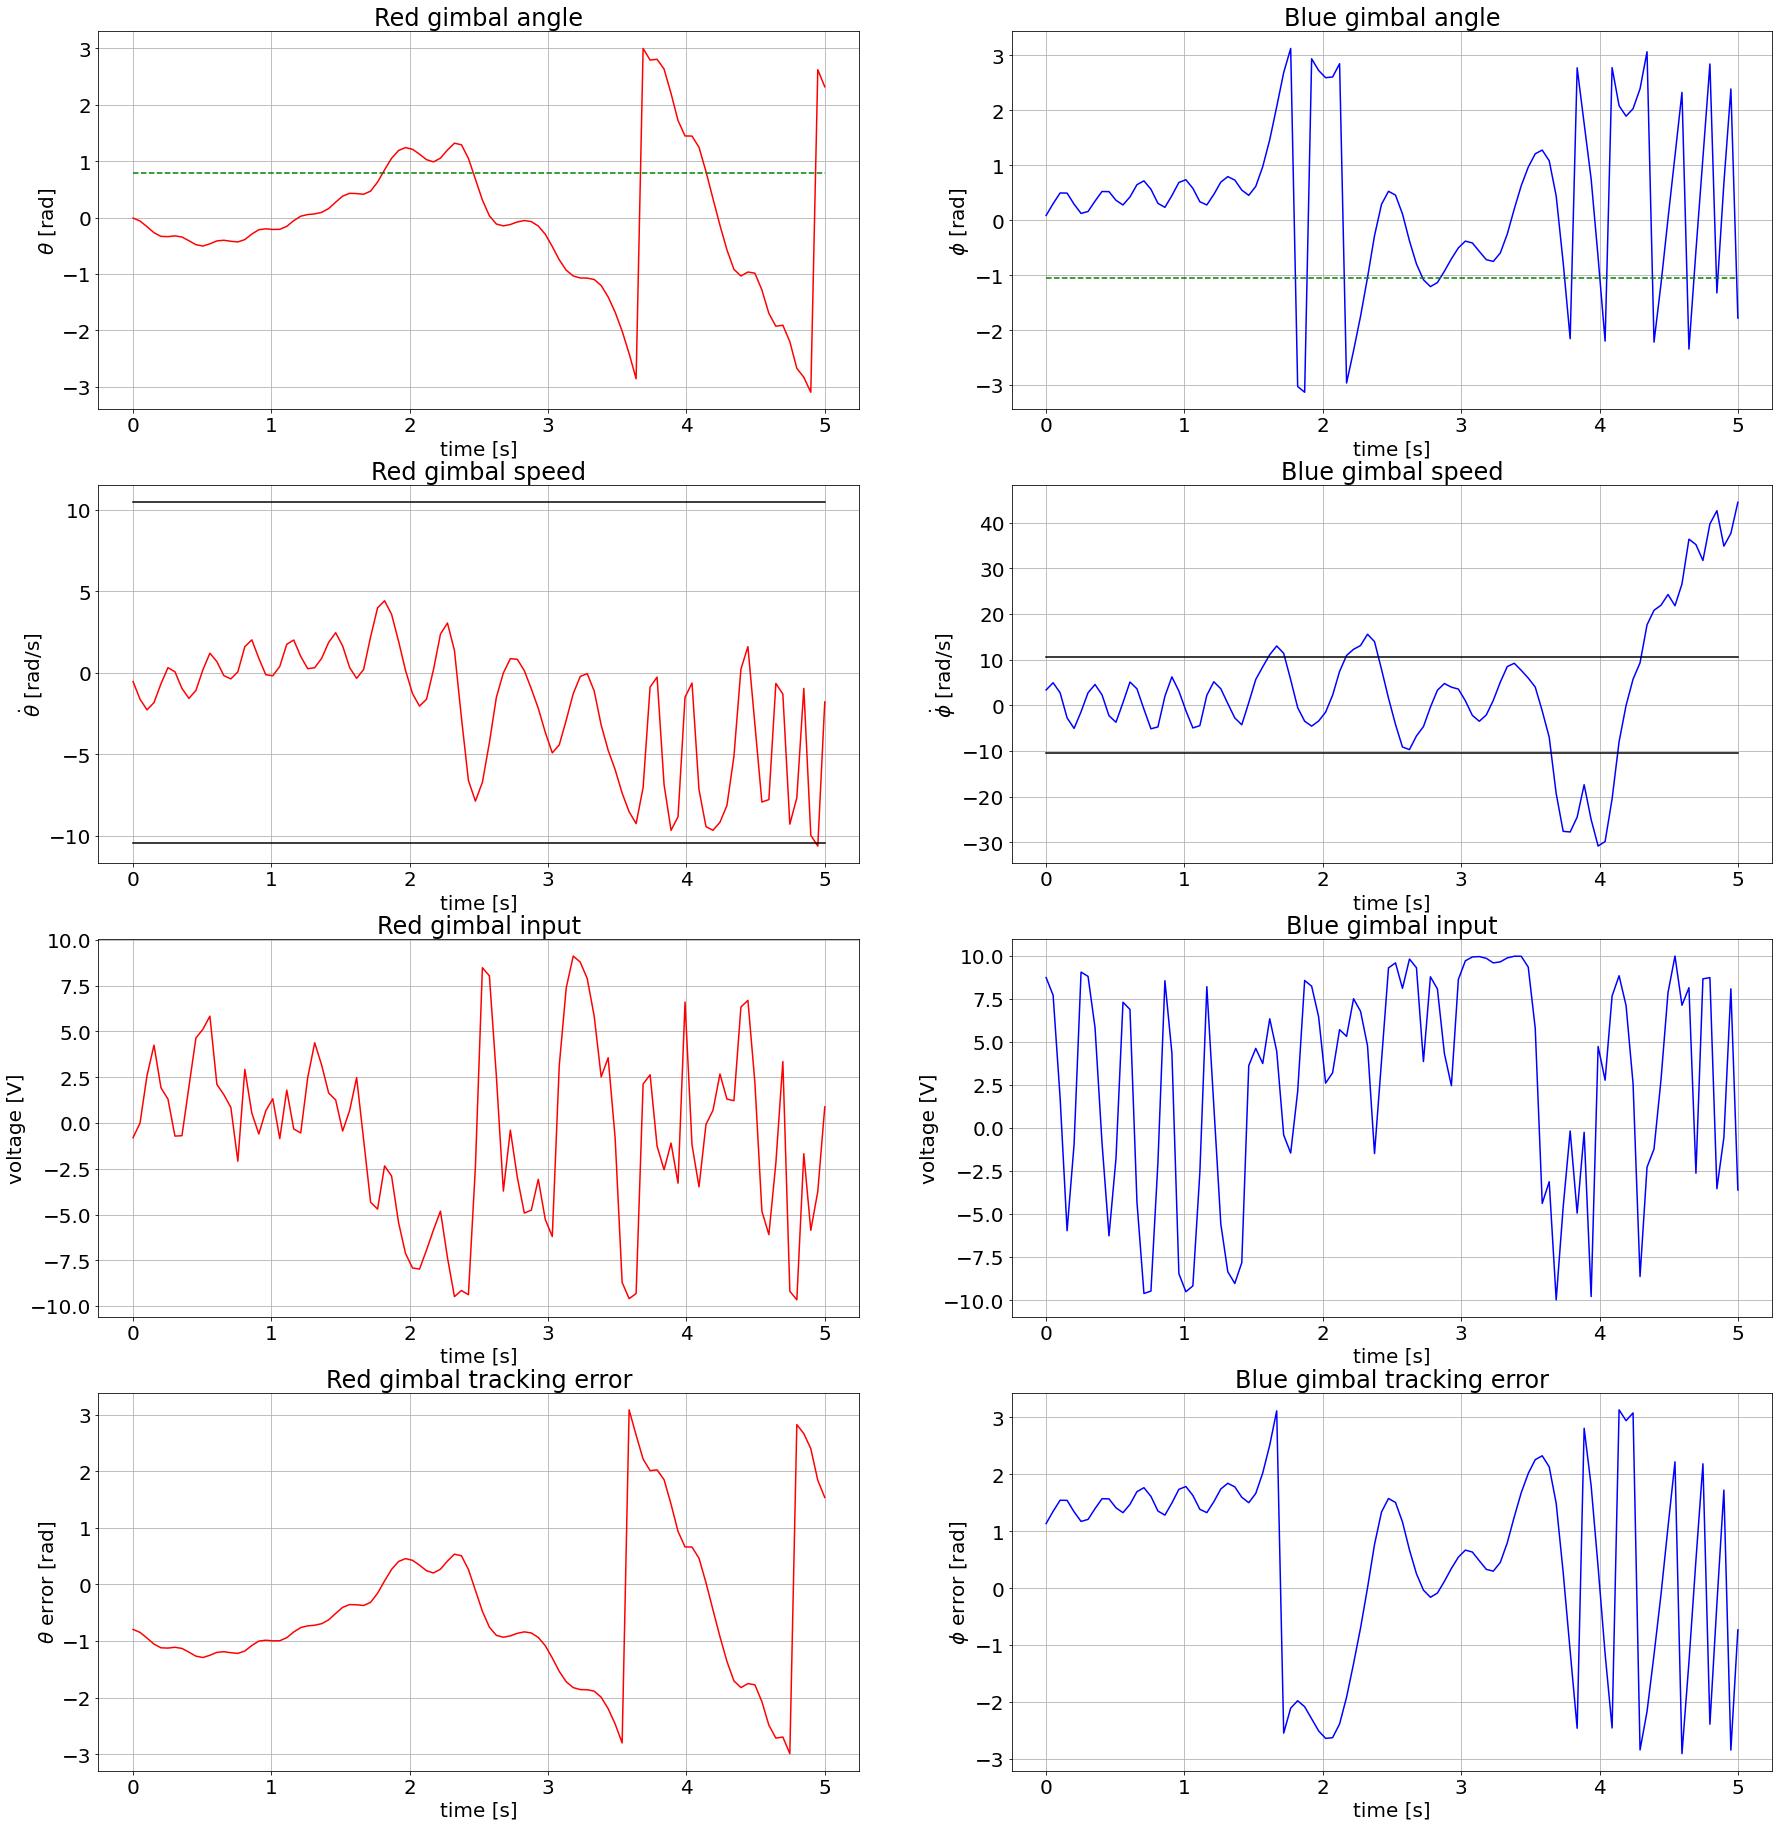 Red gimbal angle
θ [rad]
3
2
1
0
−1
−2
−3
0 1 2 3 4 5
time [s]
Blue gimbal angle
ϕ [rad]
3
2
1
0
−1
−2
−3
0 1 2 3 4 5
time [s]
Red gimbal speed
θ̇ [rad/s]
10
5
0
−5
−10
0 1 2 3 4 5
time [s]
Blue gimbal speed
ϕ̇ [rad/s]
40
30
20
10
0
−10
−20
−30
0 1 2 3 4 5
time [s]
Red gimbal input
voltage [V]
10.0
7.5
5.0
2.5
0.0
−2.5
−5.0
−7.5
−10.0
0 1 2 3 4 5
time [s]
Blue gimbal input
voltage [V]
10.0
7.5
5.0
2.5
0.0
−2.5
−5.0
−7.5
−10.0
0 1 2 3 4 5
time [s]
Red gimbal tracking error
θ error [rad]
3
2
1
0
−1
−2
−3
0 1 2 3 4 5
time [s]
Blue gimbal tracking error
ϕ error [rad]
3
2
1
0
−1
−2
−3
0 1 2 3 4 5
time [s]